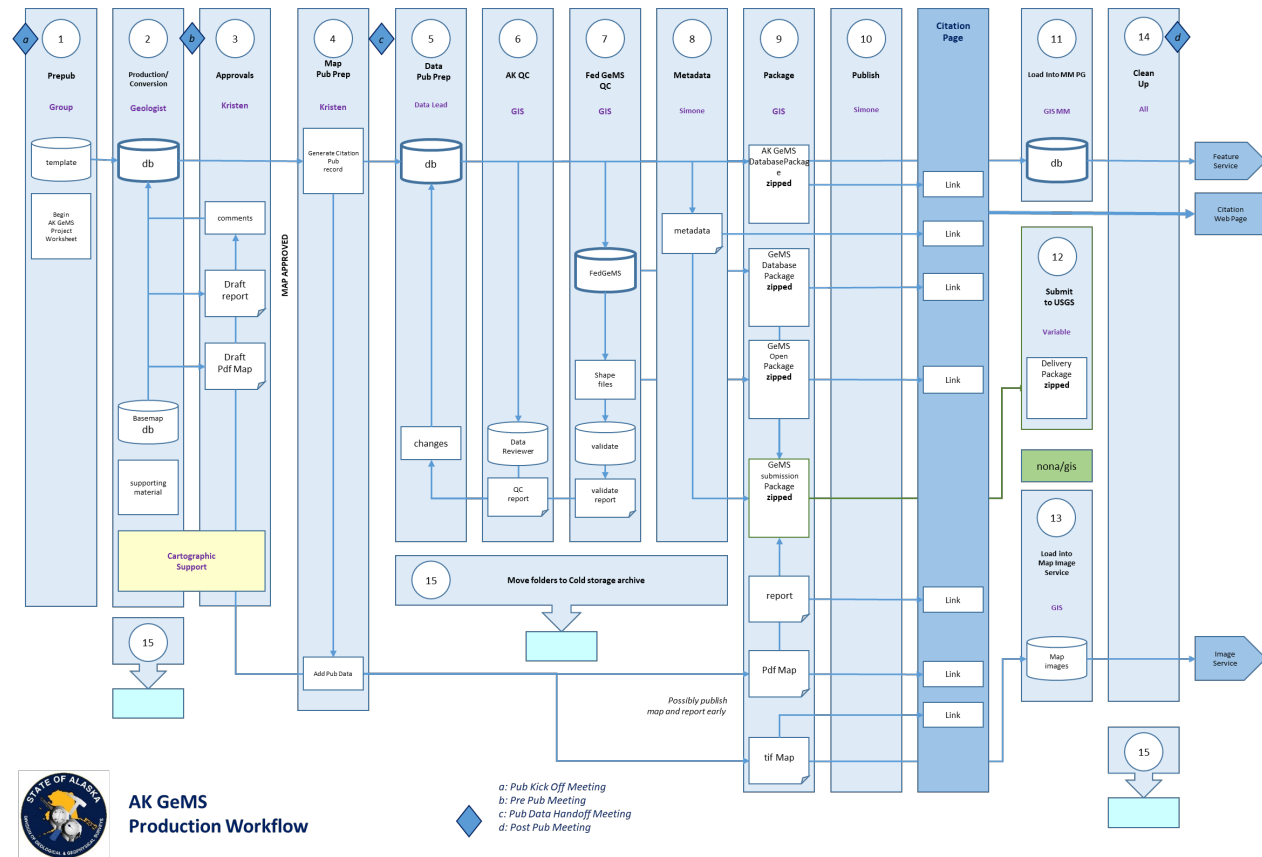 a
1
Prepub
Group
template
Begin
AK GeMS
Project
Worksheet
2
Production/
Conversion
Geologist
db
Basemap
db
supporting
material
Cartographic
Support
15
b
3
Approvals
Kristen
comments
Draft
report
Draft
Pdf Map
MAP APPROVED
4
Map
Pub Prep
Kristen
Generate Citation
Pub
record
Add Pub Data
c
5
Data
Pub Prep
Data Lead
db
changes
6
AK QC
GIS
Data
Reviewer
QC
report
7
Fed GeMS
QC
GIS
FedGeMS
Shape
files
validate
validate
report
8
Metadata
Simone
metadata
15
Move folders to Cold storage archive
Possibly publish
map and report early
9
Package
GIS
AK GeMS
DatabasePackag
e
zipped
GeMS
Database
Package
zipped
GeMS
Open
Package
zipped
GeMS
submission
Package
zipped
report
Pdf Map
tif Map
10
Publish
Simone
Citation
Page
Link
Link
Link
Link
Link
Link
Link
11
Load Into MM PG
GIS MM
db
12
Submit
to USGS
Variable
Delivery
Package
zipped
nona/gis
13
Load into
Map Image
Service
GIS
Map
images
14
d
Clean
Up
All
15
Feature
Service
Citation
Web Page
Image
Service
STATE OF ALASKA
DIVISION OF GEOLOGICAL & GEOPHYSICAL SURVEYS
AK GeMS
Production Workflow
a: Pub Kick Off Meeting
b: Pre Pub Meeting
c: Pub Data Handoff Meeting
d: Post Pub Meeting